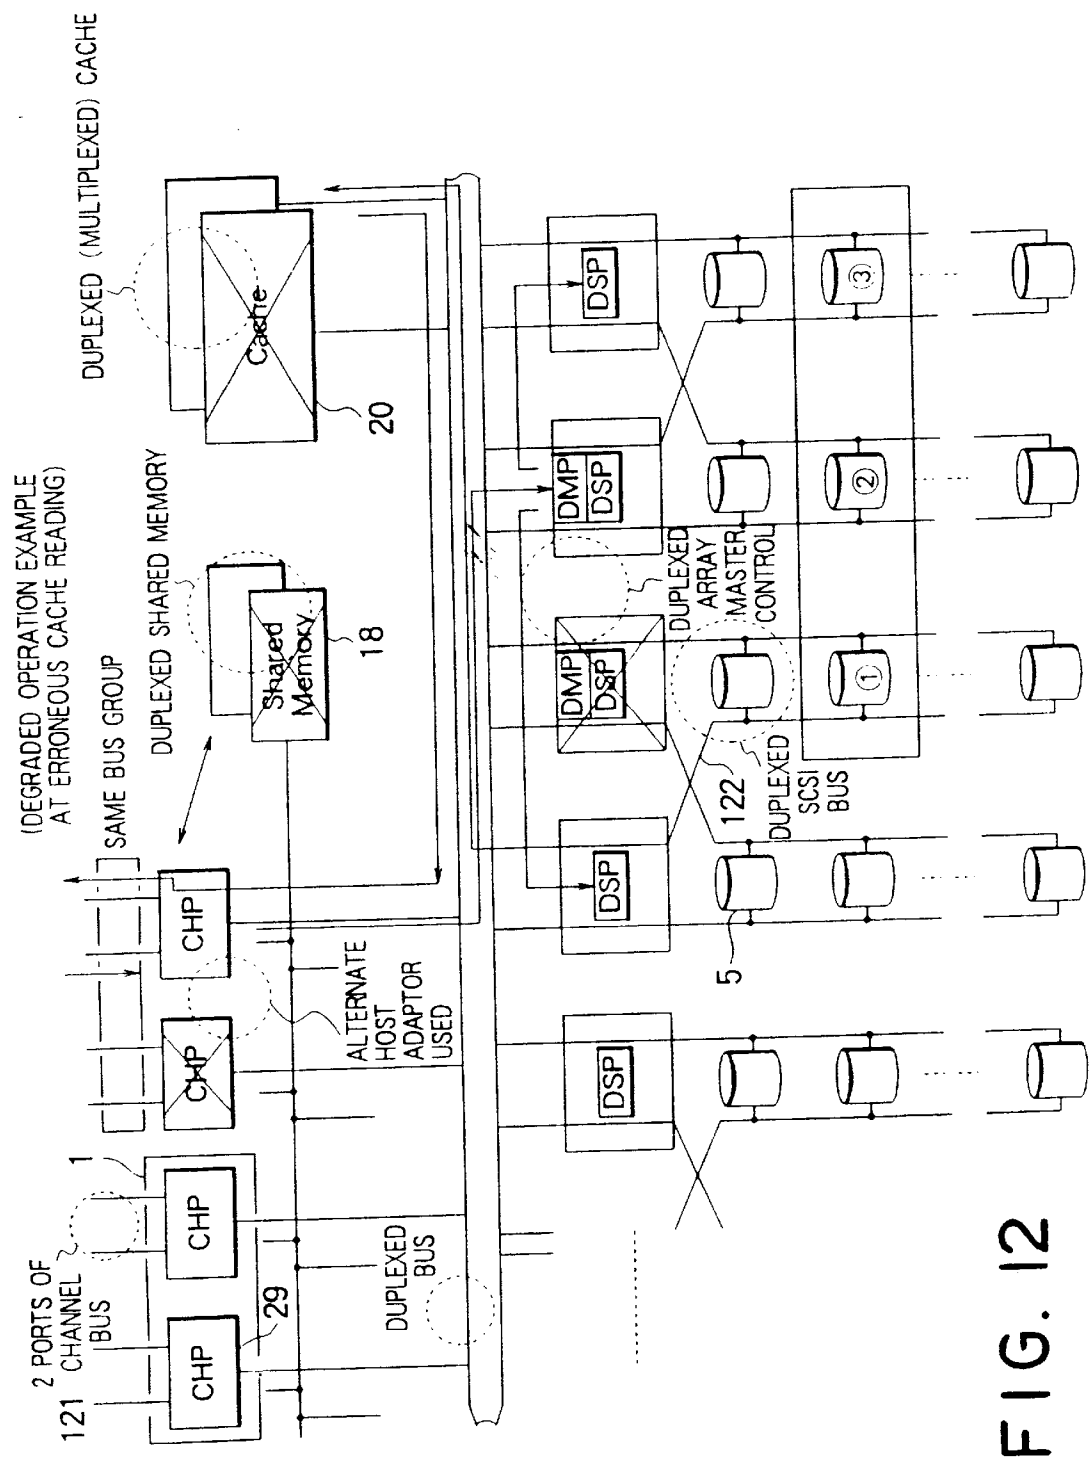 (DEGRADED OPERATION EXAMPLE
AT ERRONEOUS CACHE READING)
2 PORTS OF
CHANNEL
BUS
121
1
SAME BUS GROUP
DUPLEXED SHARED MEMORY
DUPLEXED (MULTIPLEXED) CACHE
CHP
CHP
CHP
CHP
29
Shared
Memory
18
Cache
20
ALTERNATE
HOST
ADAPTOR
USED
DUPLEXED
BUS
DSP
DSP
DMP
DSP
DMP
DSP
DSP
DUPLEXED
ARRAY
MASTER
CONTROL
5
122
DUPLEXED
SCSI
BUS
①
②
③
FIG. 12